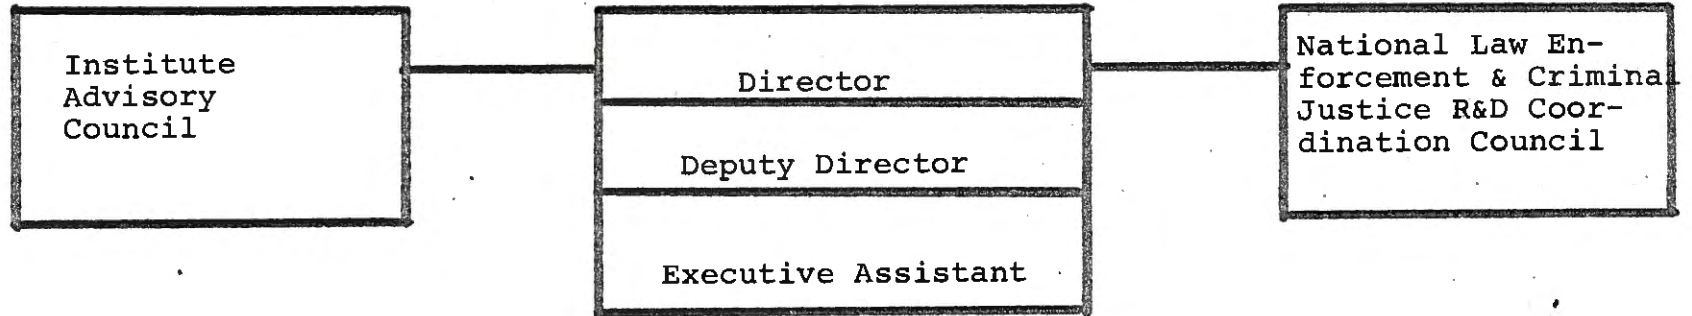 Institute
Advisory
Council
Director
Deputy Director
Executive Assistant
National Law En-
forcement & Criminal
Justice R&D Coor-
dination Council